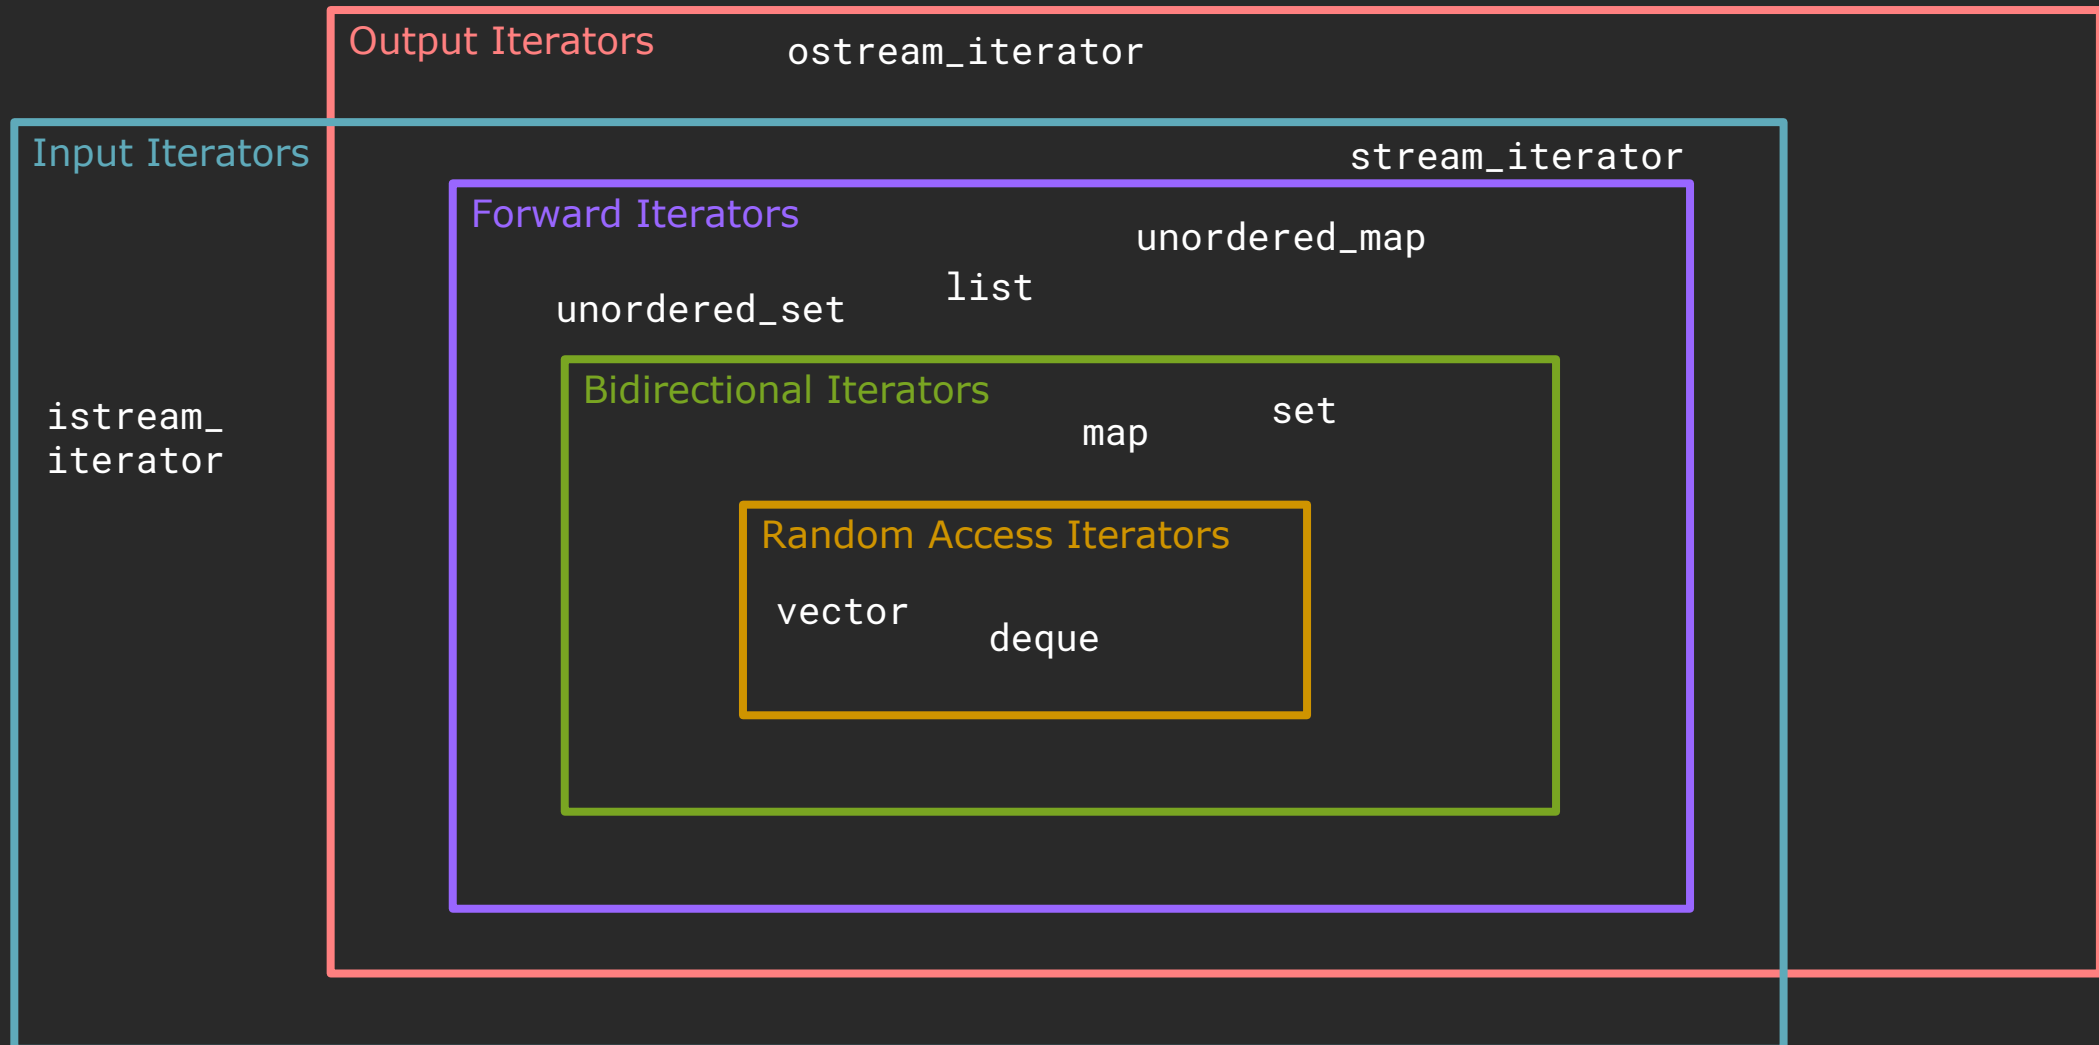 Output Iterators
ostream_iterator
Input Iterators
stream_iterator
Forward Iterators
unordered_map
list
unordered_set
Bidirectional Iterators
set
map
istream_
iterator
Random Access Iterators
vector
deque